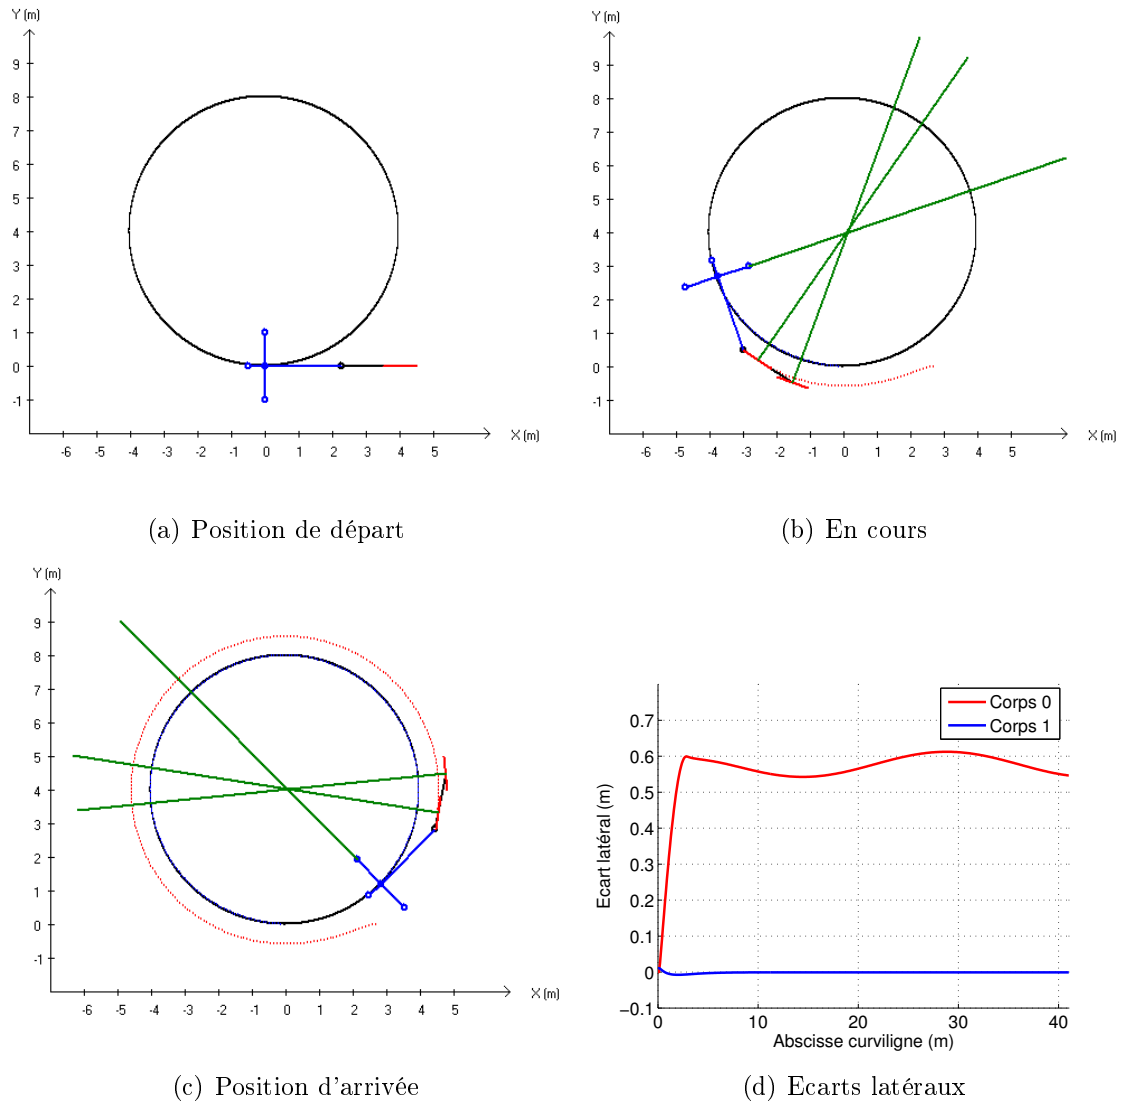 Y (m)
9
8
7
6
5
4
3
2
1
0
-1
-6 -5 -4 -3 -2 -1 0 1 2 3 4 5
X (m)
(a) Position de départ
Y (m)
9
8
7
6
5
4
3
2
1
0
-1
-6 -5 -4 -3 -2 -1 0 1 2 3 4 5
X (m)
(b) En cours
Y (m)
9
8
7
6
5
4
3
2
1
0
-1
-6 -5 -4 -3 -2 -1 0 1 2 3 4 5
X (m)
(c) Position d'arrivée
Corps 0
Corps 1
Ecart latéral (m)
0.7
0.6
0.5
0.4
0.3
0.2
0.1
0
−0.1
0 10 20 30 40
Abscisse curviligne (m)
(d) Ecarts latéraux